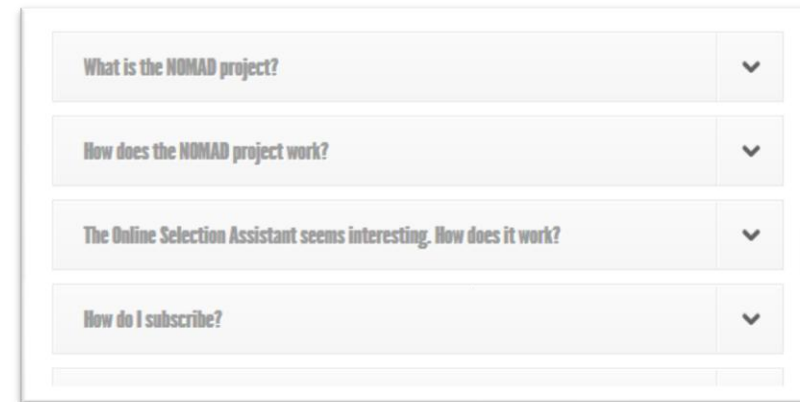 What is the NOMAD project?
How does the NOMAD project work?
The Online Selection Assistant seems interesting. How does it work?
How do I subscribe?